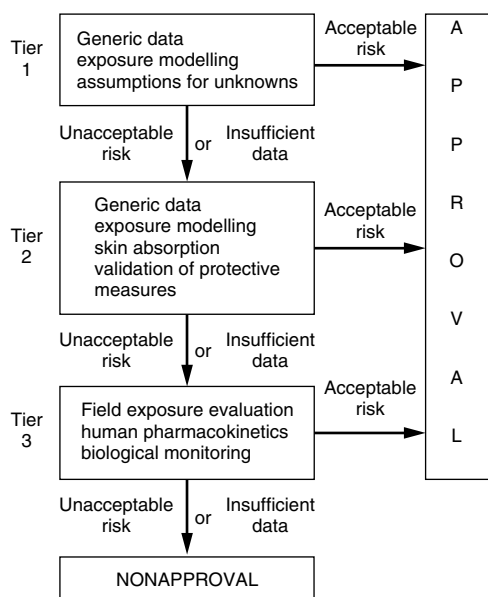 Tier
1
Generic data
exposure modelling
assumptions for unknowns
Acceptable
risk
Unacceptable
risk
or
Insufficient
data
Tier
2
Generic data
exposure modelling
skin absorption
validation of protective
measures
Acceptable
risk
Unacceptable
risk
or
Insufficient
data
Tier
3
Field exposure evaluation
human pharmacokinetics
biological monitoring
Acceptable
risk
Unacceptable
risk
or
Insufficient
data
NONAPPROVAL
A
P
P
R
O
V
A
L